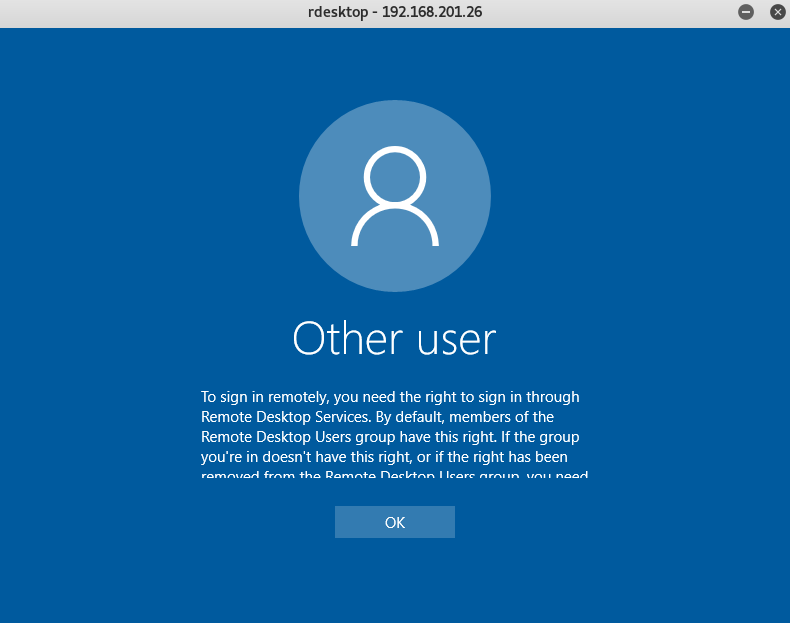 rdesktop - 192.168.201.26
Other user
To sign in remotely, you need the right to sign in through
Remote Desktop Services. By default, members of the
Remote Desktop Users group have this right. If the group
you're in doesn't have this right, or if the right has been
removed from the Remote Desktop Users group, you need
OK